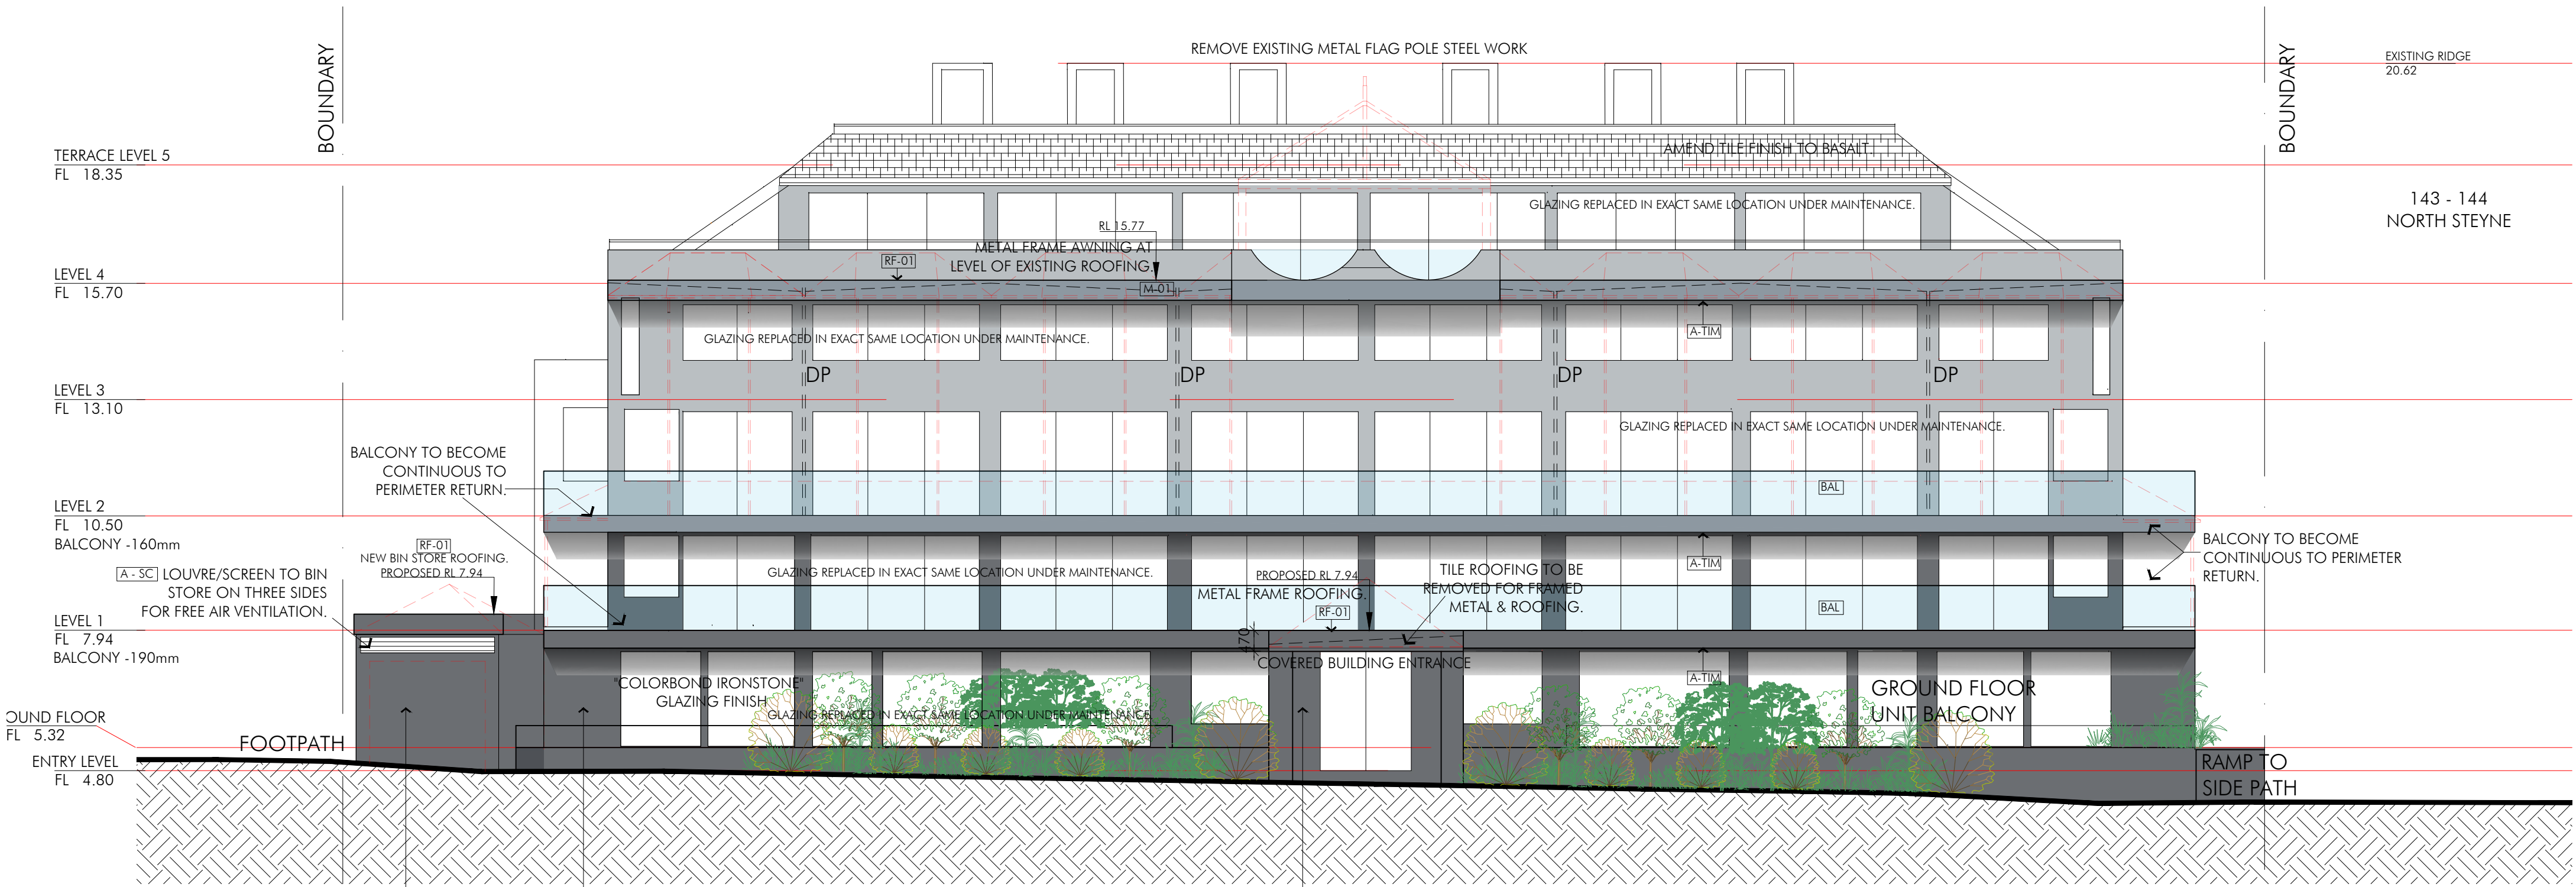 REMOVE EXISTING METAL FLAG POLE STEEL WORK
EXISTING RIDGE
20.62
BOUNDARY
BOUNDARY
TERRACE LEVEL 5
FL 18.35
AMEND TILE FINISH TO BASALT.
143 - 144
NORTH STEYNE
GLAZING REPLACED IN EXACT SAME LOCATION UNDER MAINTENANCE.
RL 15.77
METAL FRAME AWNING AT
LEVEL OF EXISTING ROOFING.
RF-01
M-01
LEVEL 4
FL 15.70
A-TIM
GLAZING REPLACED IN EXACT SAME LOCATION UNDER MAINTENANCE.
DP
DP
DP
DP
LEVEL 3
FL 13.10
GLAZING REPLACED IN EXACT SAME LOCATION UNDER MAINTENANCE.
BALCONY TO BECOME
CONTINUOUS TO
PERIMETER RETURN.
BAL
LEVEL 2
FL 10.50
BALCONY -160mm
BALCONY TO BECOME
CONTINUOUS TO PERIMETER
RETURN.
RF-01
NEW BIN STORE ROOFING.
PROPOSED RL 7.94
A - SC
LOUVRE/SCREEN TO BIN
STORE ON THREE SIDES
FOR FREE AIR VENTILATION.
GLAZING REPLACED IN EXACT SAME LOCATION UNDER MAINTENANCE.
A-TIM
PROPOSED RL 7.94
METAL FRAME ROOFING.
RF-01
TILE ROOFING TO BE
REMOVED FOR FRAMED
METAL & ROOFING.
BAL
LEVEL 1
FL 7.94
BALCONY -190mm
470
COVERED BUILDING ENTRANCE
A-TIM
"COLORBOND IRONSTONE"
GLAZING FINISH
GLAZING REPLACED IN EXACT SAME LOCATION UNDER MAINTENANCE.
GROUND FLOOR
UNIT BALCONY
OUND FLOOR
FL 5.32
FOOTPATH
ENTRY LEVEL
FL 4.80
RAMP TO
SIDE PATH